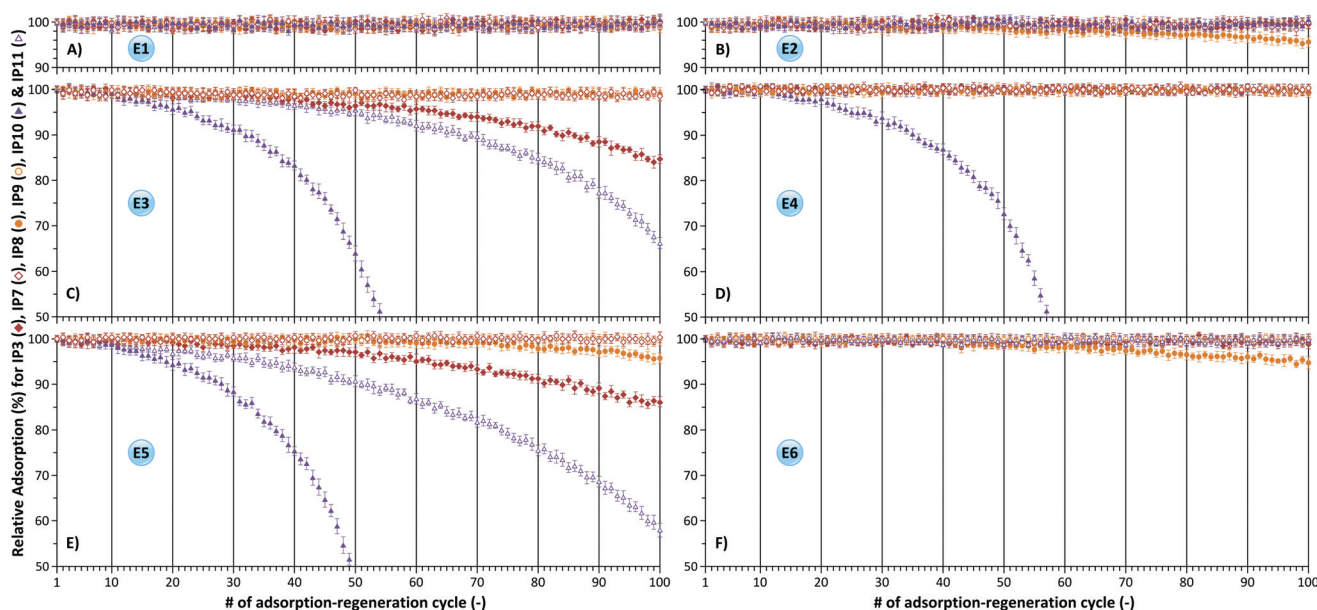 Relative Adsorption (%) for IP3 (◆), IP7 (◇), IP8 (●), IP9 (○), IP10 (▲) & IP11 (△)
100
90
A)
E1
100
90
B)
E2
100
90
80
70
60
50
C)
E3
100
90
80
70
60
50
D)
E4
100
90
80
70
60
50
E)
E5
1 10 20 30 40 50 60 70 80 90 100
# of adsorption-regeneration cycle (-)
100
90
80
70
60
50
F)
E6
1 10 20 30 40 50 60 70 80 90 100
# of adsorption-regeneration cycle (-)